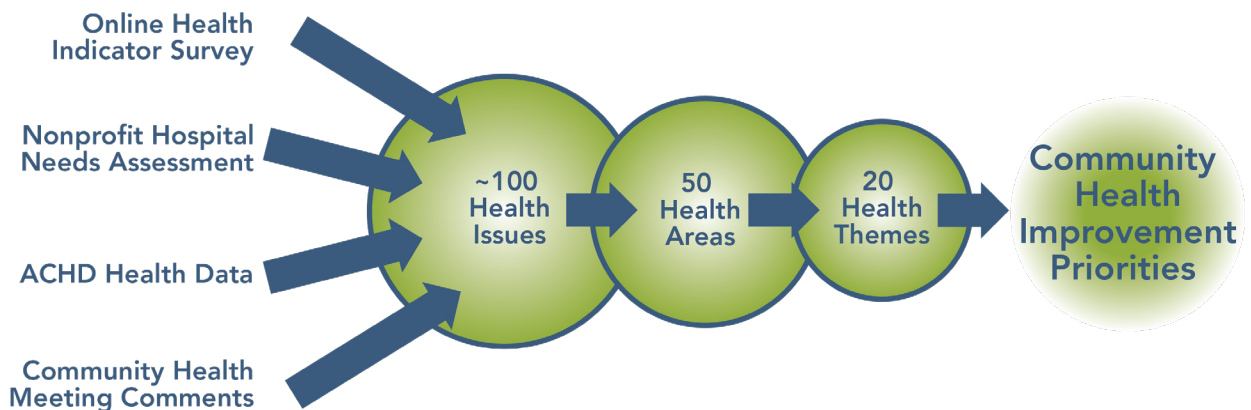 Online Health
Indicator Survey
Nonprofit Hospital
Needs Assessment
ACHD Health Data
Community Health
Meeting Comments
~100
Health
Issues
50
Health
Areas
20
Health
Themes
Community
Health
Improvement
Priorities